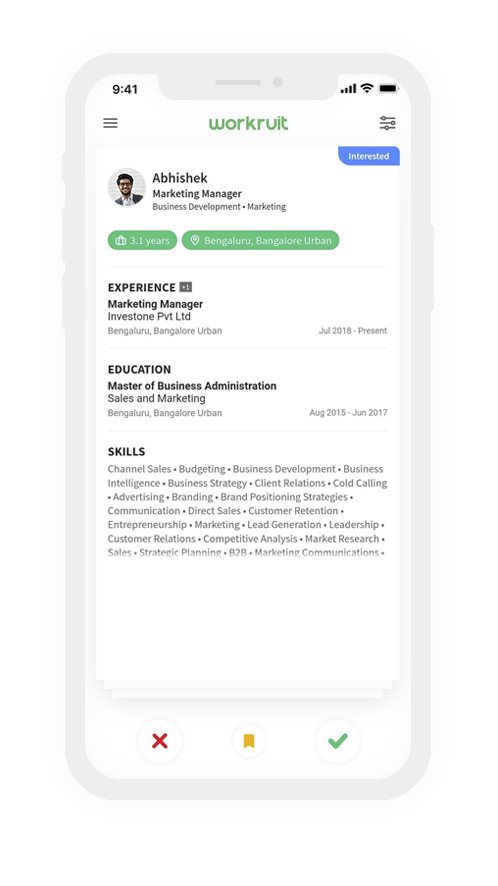 9:41
workruit
Interested
Abhishek
Marketing Manager
Business Development • Marketing
3.1 years
Bengaluru, Bangalore Urban
EXPERIENCE +1
Marketing Manager
Investone Pvt Ltd
Bengaluru, Bangalore Urban Jul 2018 - Present
EDUCATION
Master of Business Administration
Sales and Marketing
Bengaluru, Bangalore Urban Aug 2015 - Jun 2017
SKILLS
Channel Sales • Budgeting • Business Development • Business
Intelligence • Business Strategy • Client Relations • Cold Calling
• Advertising • Branding • Brand Positioning Strategies •
Communication • Direct Sales • Customer Retention •
Entrepreneurship • Marketing • Lead Generation • Leadership •
Customer Relations • Competitive Analysis • Market Research •
Sales • Strategic Planning • B2B • Marketing Communications •